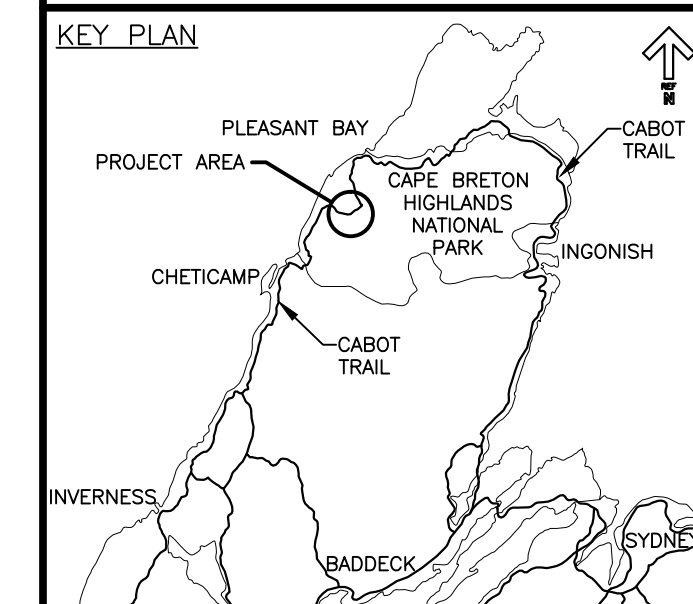 KEY PLAN
REF
N
PLEASANT BAY
CABOT
TRAIL
PROJECT AREA
CAPE BRETON
HIGHLANDS
NATIONAL
PARK
INGONISH
CHETICAMP
CABOT
TRAIL
INVERNESS
SYDNEY
BADDECK